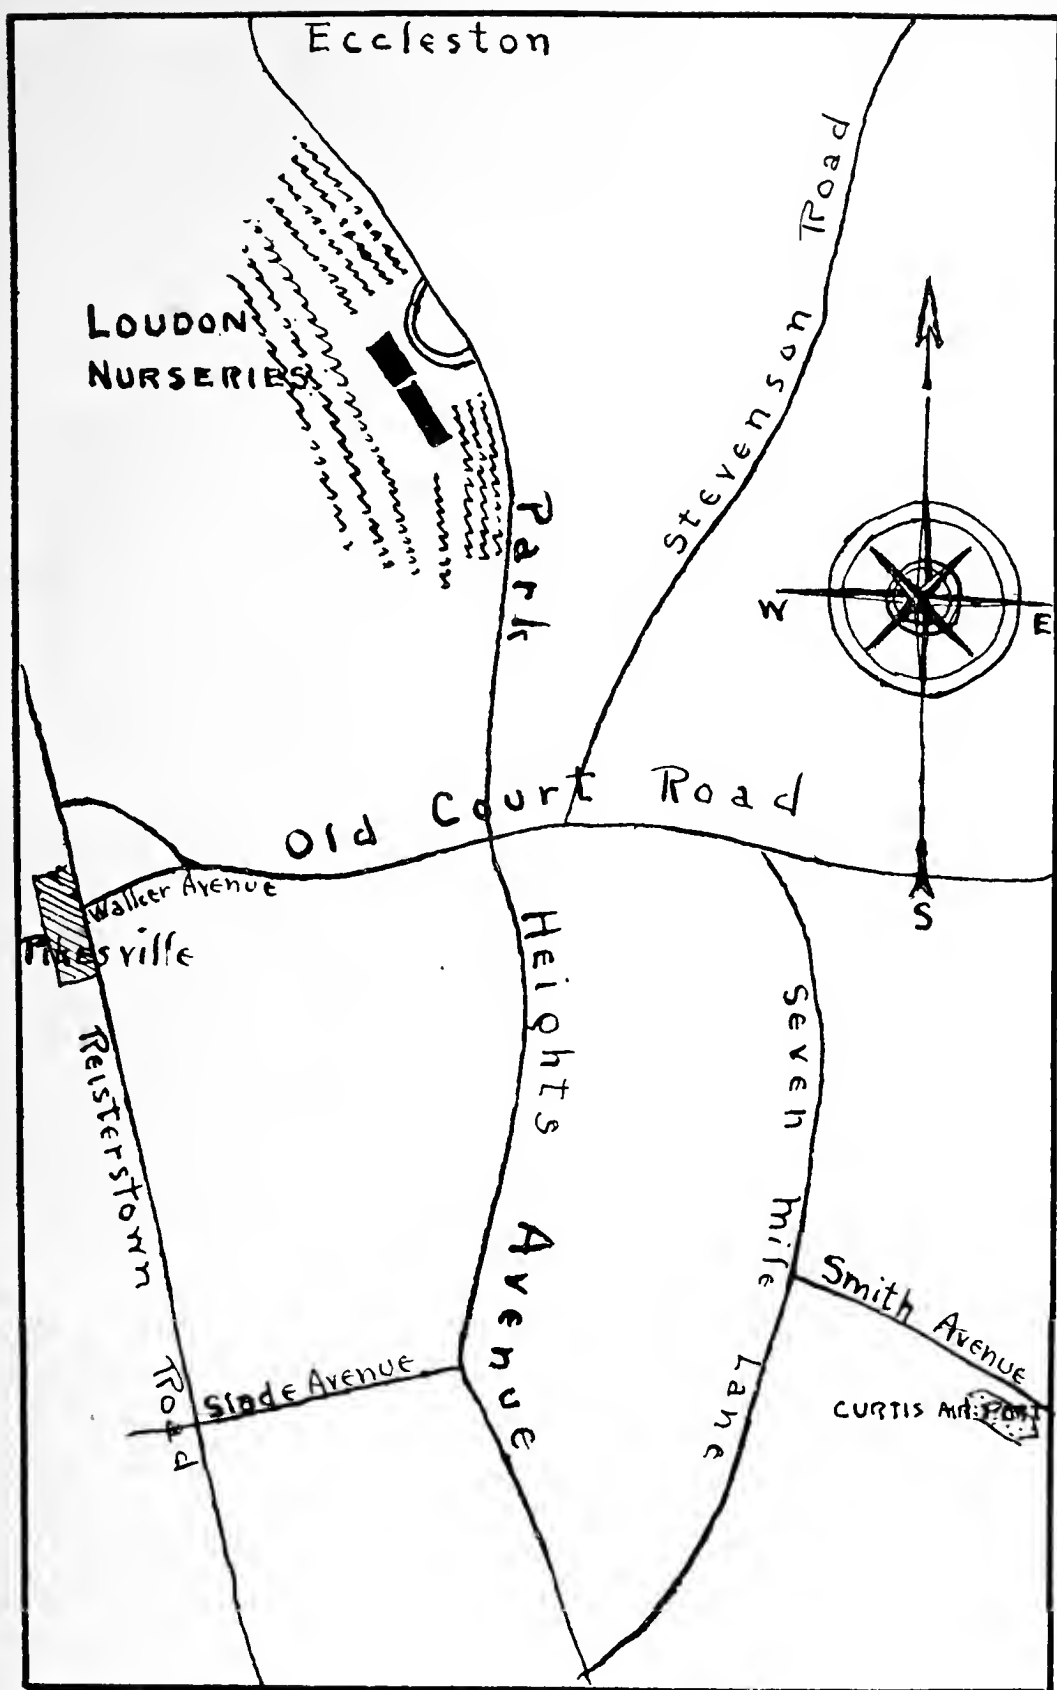 Eccleston
Stevenson Road
LOUDON
NURSERIES
Park Heights Avenue
W
E
S
Old Court Road
Walker Avenue
Pikesville
Reisterstown Road
Seven Mile Lane
Smith Avenue
Slade Avenue
CURTIS AIRPORT